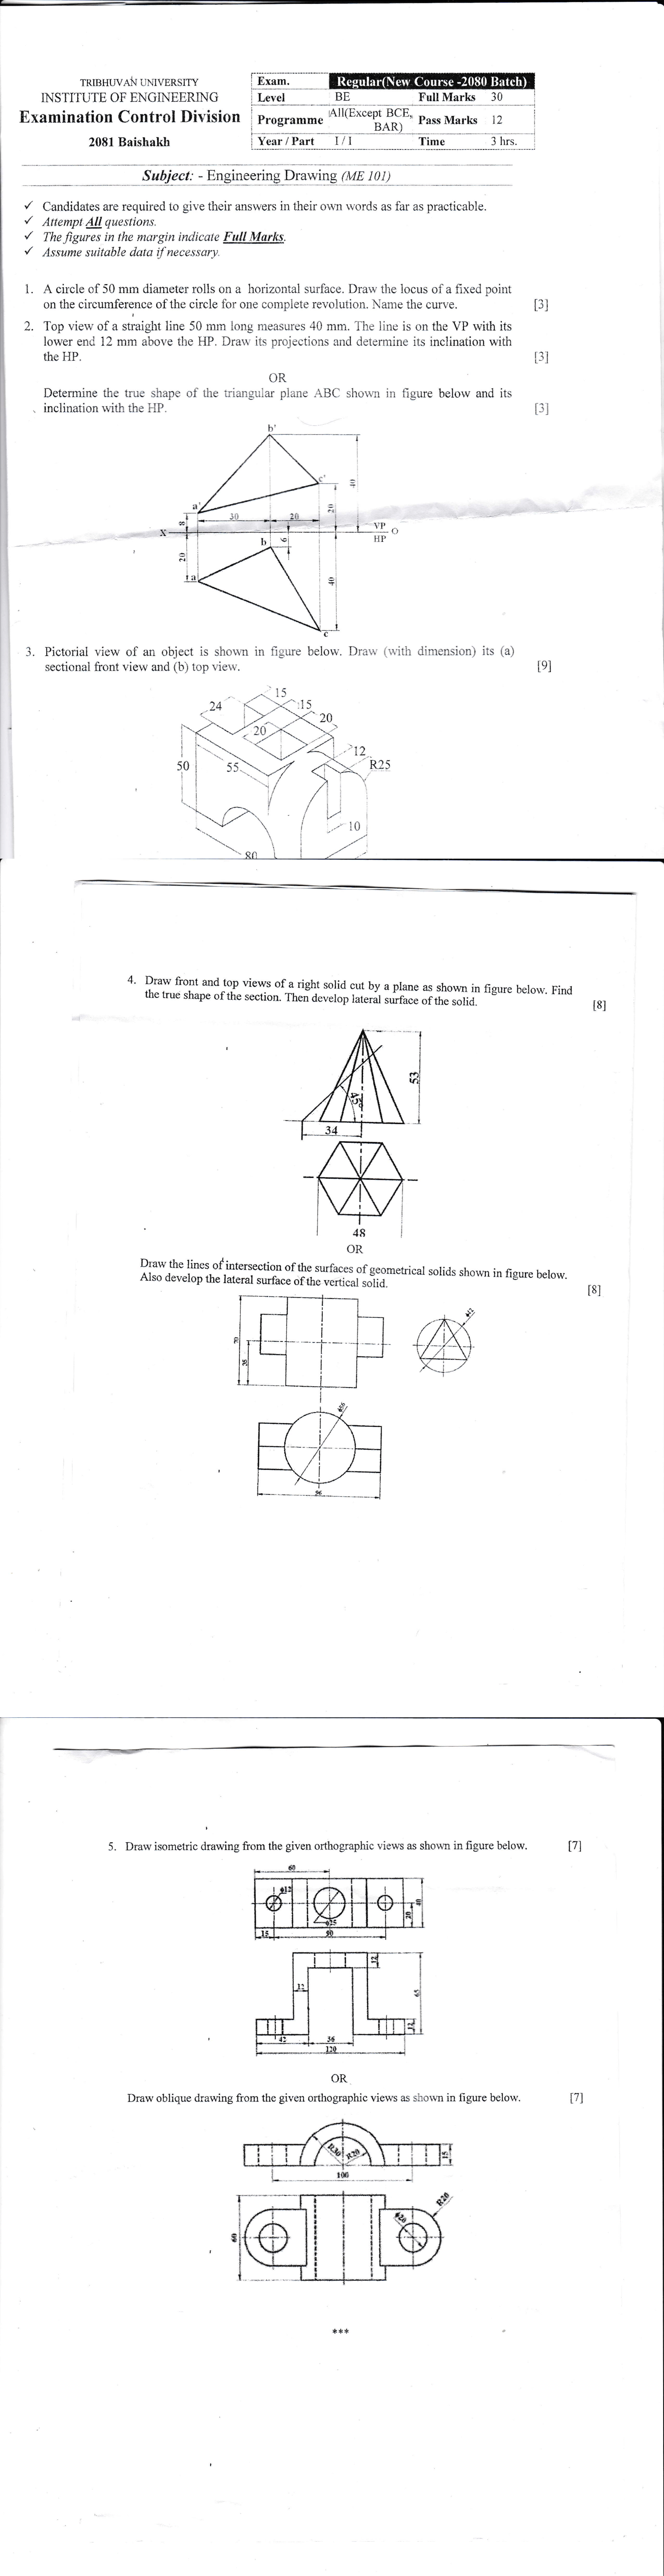 TRIBHUVAN UNIVERSITY
INSTITUTE OF ENGINEERING
Examination Control Division
2081 Baishakh
Exam. Regular(New Course -2080 Batch)
Level BE Full Marks 30
Programme All(Except BCE, BAR) Pass Marks 12
Year / Part I / I Time 3 hrs.
Subject: - Engineering Drawing (ME 101)
✓ Candidates are required to give their answers in their own words as far as practicable.
✓ Attempt All questions.
✓ The figures in the margin indicate Full Marks.
✓ Assume suitable data if necessary.
1. A circle of 50 mm diameter rolls on a horizontal surface. Draw the locus of a fixed point
on the circumference of the circle for one complete revolution. Name the curve. [3]
2. Top view of a straight line 50 mm long measures 40 mm. The line is on the VP with its
lower end 12 mm above the HP. Draw its projections and determine its inclination with
the HP. [3]
OR
Determine the true shape of the triangular plane ABC shown in figure below and its
inclination with the HP. [3]
b'
c'
40
a'
30 20
20
8
X VP O
HP
b 6
20
a
40
c
3. Pictorial view of an object is shown in figure below. Draw (with dimension) its (a)
sectional front view and (b) top view. [9]
15
24 15
20
20
12
50 55 R25
10
80
4. Draw front and top views of a right solid cut by a plane as shown in figure below. Find
the true shape of the section. Then develop lateral surface of the solid. [8]
53
45°
34
48
OR
Draw the lines of intersection of the surfaces of geometrical solids shown in figure below.
Also develop the lateral surface of the vertical solid. [8]
70
35
φ42
φ56
96
5. Draw isometric drawing from the given orthographic views as shown in figure below. [7]
60
φ12
20 40
φ25
15 90
12
12
65
12
42 36
120
OR
Draw oblique drawing from the given orthographic views as shown in figure below. [7]
R30 R20
15
100
R20
φ20
60
***